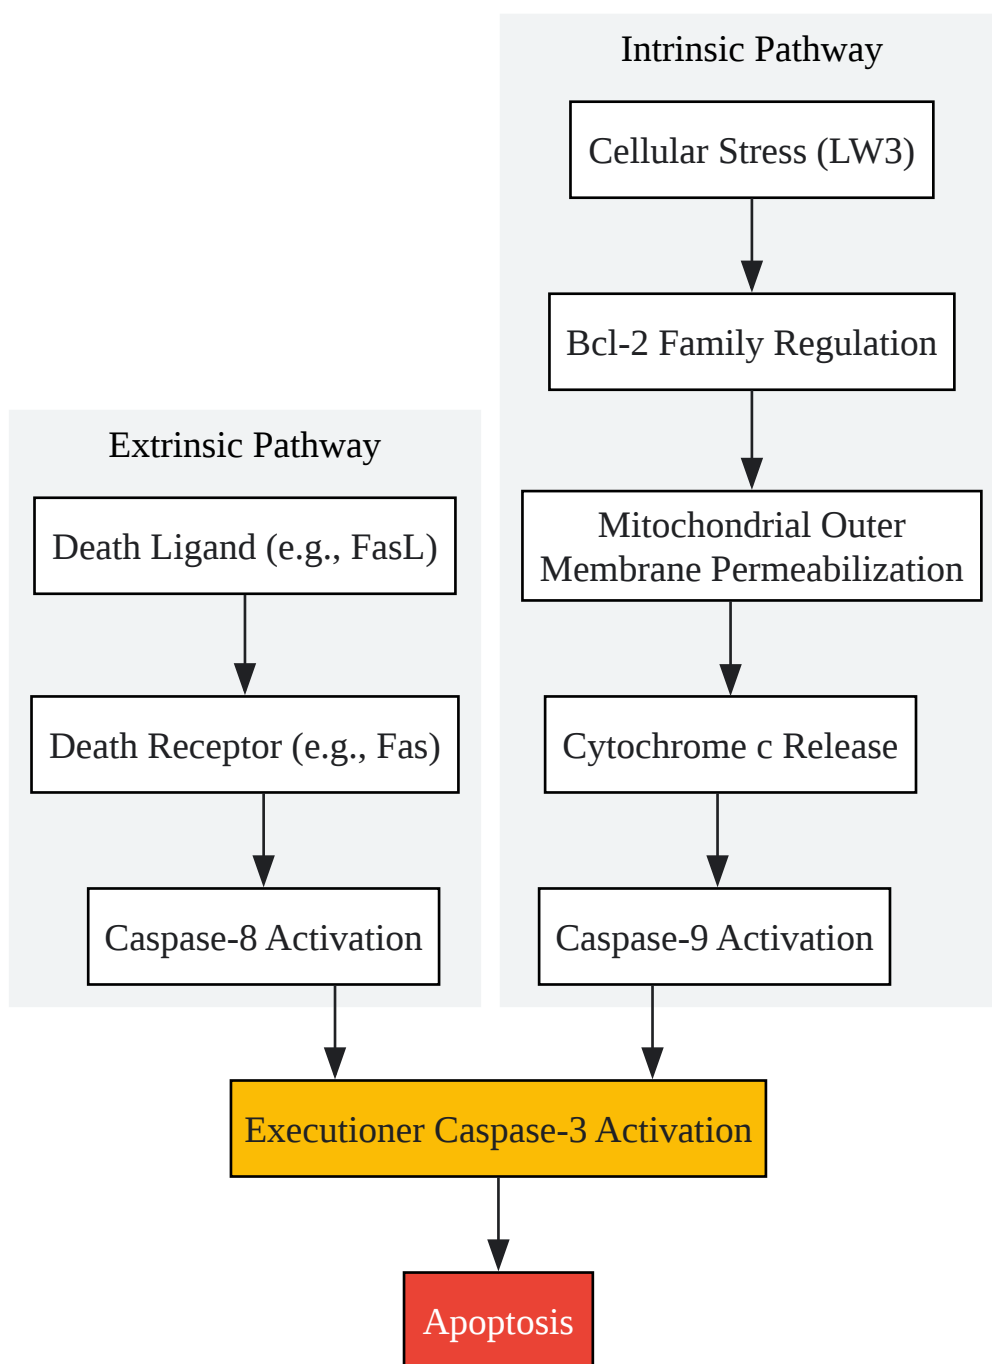 Intrinsic Pathway
Cellular Stress (LW3)
Bcl-2 Family Regulation
Mitochondrial Outer
Membrane Permeabilization
Cytochrome c Release
Caspase-9 Activation
Extrinsic Pathway
Death Ligand (e.g., FasL)
Death Receptor (e.g., Fas)
Caspase-8 Activation
Executioner Caspase-3 Activation
Apoptosis